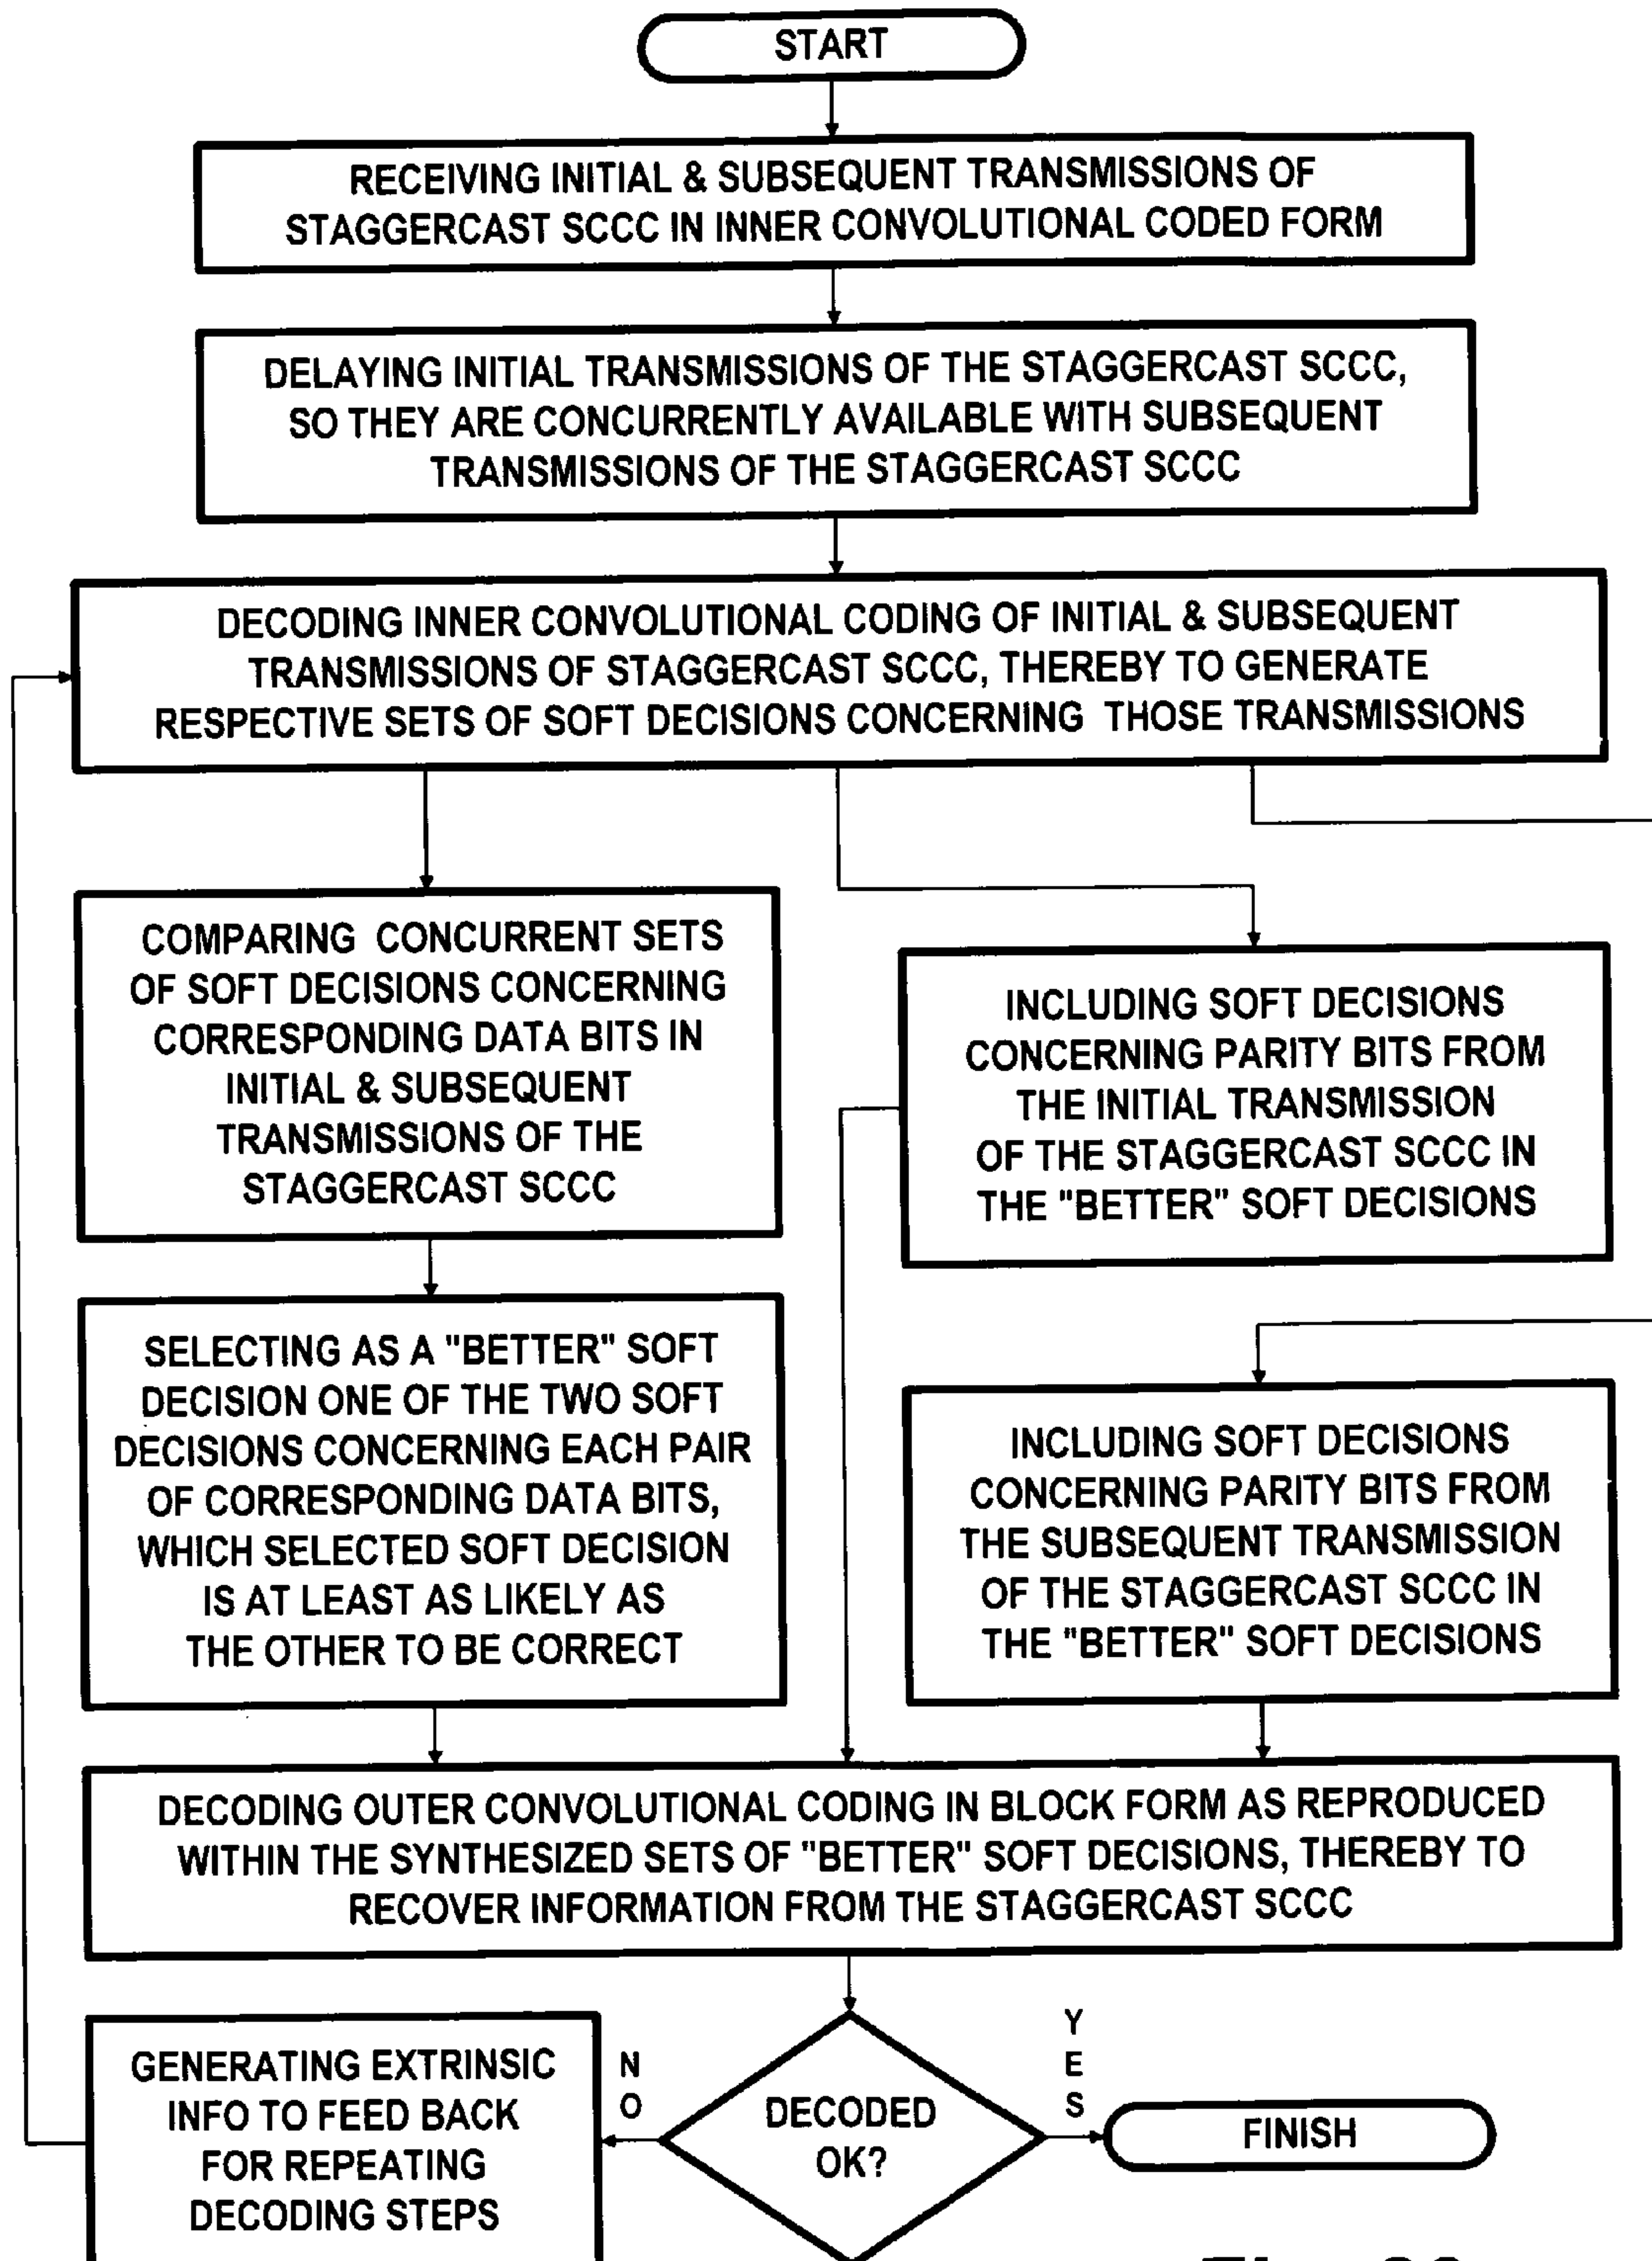 START
RECEIVING INITIAL & SUBSEQUENT TRANSMISSIONS OF
STAGGERCAST SCCC IN INNER CONVOLUTIONAL CODED FORM
DELAYING INITIAL TRANSMISSIONS OF THE STAGGERCAST SCCC,
SO THEY ARE CONCURRENTLY AVAILABLE WITH SUBSEQUENT
TRANSMISSIONS OF THE STAGGERCAST SCCC
DECODING INNER CONVOLUTIONAL CODING OF INITIAL & SUBSEQUENT
TRANSMISSIONS OF STAGGERCAST SCCC, THEREBY TO GENERATE
RESPECTIVE SETS OF SOFT DECISIONS CONCERNING THOSE TRANSMISSIONS
COMPARING CONCURRENT SETS
OF SOFT DECISIONS CONCERNING
CORRESPONDING DATA BITS IN
INITIAL & SUBSEQUENT
TRANSMISSIONS OF THE
STAGGERCAST SCCC
INCLUDING SOFT DECISIONS
CONCERNING PARITY BITS FROM
THE INITIAL TRANSMISSION
OF THE STAGGERCAST SCCC IN
THE "BETTER" SOFT DECISIONS
SELECTING AS A "BETTER" SOFT
DECISION ONE OF THE TWO SOFT
DECISIONS CONCERNING EACH PAIR
OF CORRESPONDING DATA BITS,
WHICH SELECTED SOFT DECISION
IS AT LEAST AS LIKELY AS
THE OTHER TO BE CORRECT
INCLUDING SOFT DECISIONS
CONCERNING PARITY BITS FROM
THE SUBSEQUENT TRANSMISSION
OF THE STAGGERCAST SCCC IN
THE "BETTER" SOFT DECISIONS
DECODING OUTER CONVOLUTIONAL CODING IN BLOCK FORM AS REPRODUCED
WITHIN THE SYNTHESIZED SETS OF "BETTER" SOFT DECISIONS, THEREBY TO
RECOVER INFORMATION FROM THE STAGGERCAST SCCC
GENERATING EXTRINSIC
INFO TO FEED BACK
FOR REPEATING
DECODING STEPS
NO
DECODED
OK?
YES
FINISH